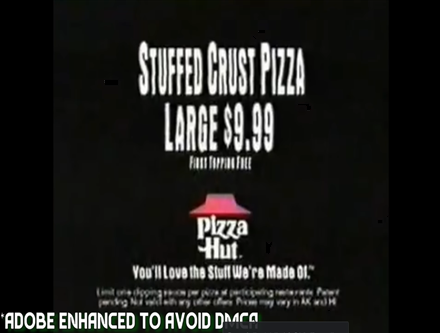 STUFFED CRUST PIZZA
LARGE $9.99
FIRST TOPPING FREE
Pizza
Hut
You'll Love the Stuff We're Made Of.™
Limit one dipping sauce per pizza at participating restaurants. Patent
pending. Not valid with any other offers. Prices may vary in AK and HI
*ADOBE ENHANCED TO AVOID DMCA